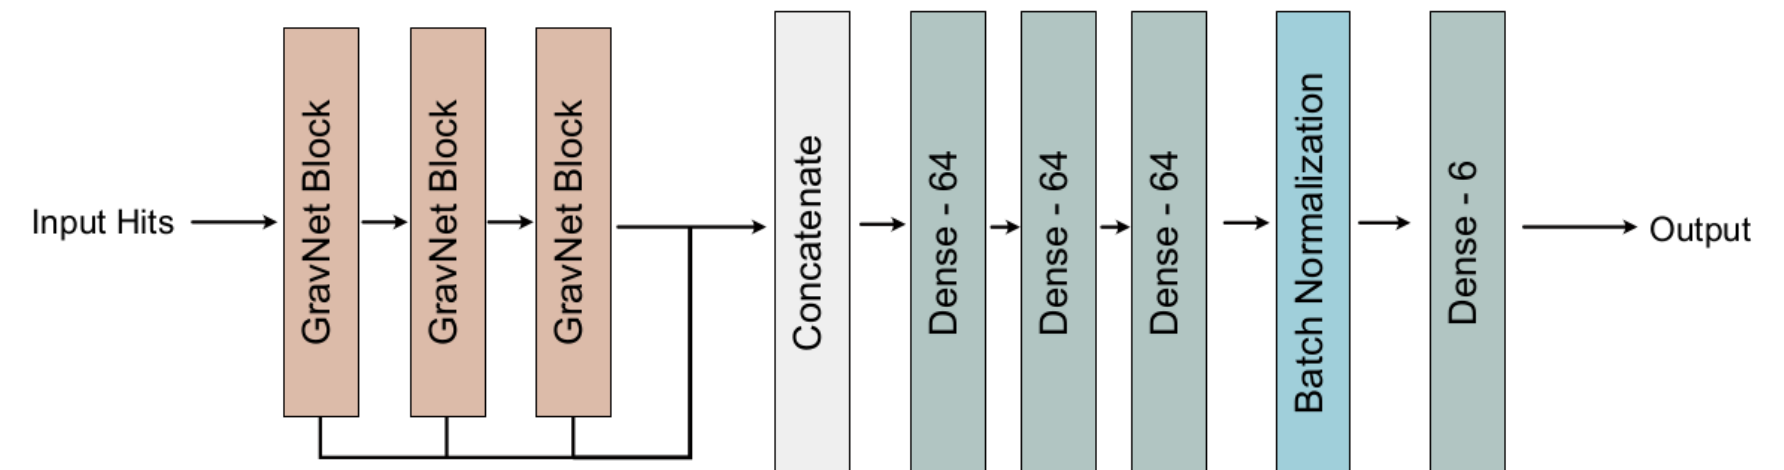 Input Hits
GravNet Block
GravNet Block
GravNet Block
Concatenate
Dense - 64
Dense - 64
Dense - 64
Batch Normalization
Dense - 6
Output